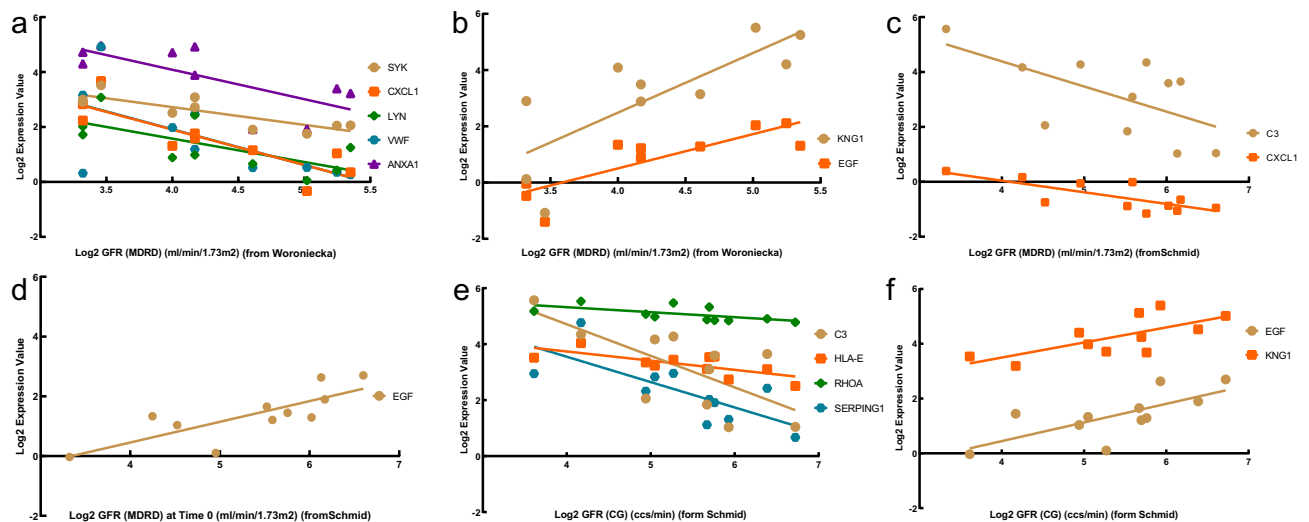 a
Log2 Expression Value
6
4
2
0
-2
3.5
4.0
4.5
5.0
5.5
SYK
CXCL1
LYN
VWF
ANXA1
Log2 GFR (MDRD) (ml/min/1.73m2) (from Woroniecka)
b
Log2 Expression Value
6
4
2
0
-2
3.5
4.0
4.5
5.0
5.5
KNG1
EGF
Log2 GFR (MDRD) (ml/min/1.73m2) (from Woroniecka)
c
Log2 Expression Value
6
4
2
0
-2
4
5
6
7
C3
CXCL1
Log2 GFR (MDRD) (ml/min/1.73m2) (fromSchmid)
d
Log2 Expression Value
6
4
2
0
-2
4
5
6
7
EGF
Log2 GFR (MDRD) at Time 0 (ml/min/1.73m2) (fromSchmid)
e
Log2 Expression Value
6
4
2
0
-2
4
5
6
7
C3
HLA-E
RHOA
SERPING1
Log2 GFR (CG) (ccs/min) (form Schmid)
f
Log2 Expression Value
6
4
2
0
-2
4
5
6
7
EGF
KNG1
Log2 GFR (CG) (ccs/min) (form Schmid)